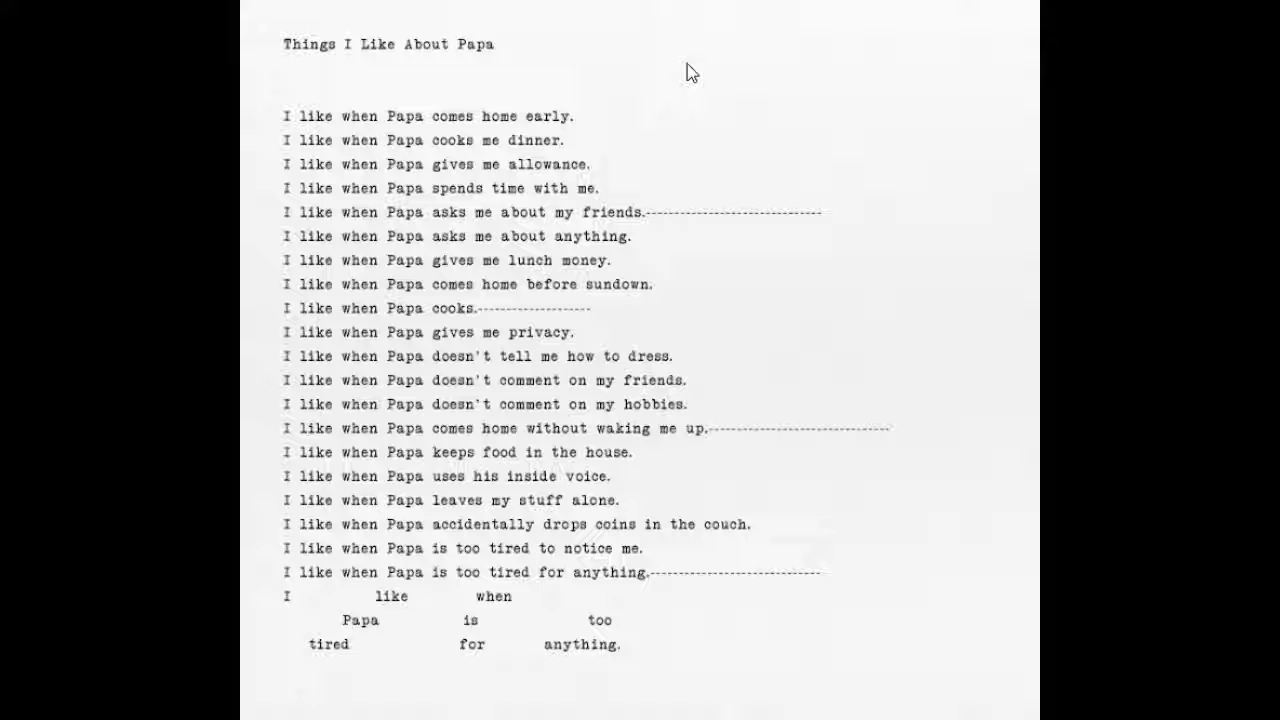 Things I Like About Papa
I like when Papa comes home early.
I like when Papa cooks me dinner.
I like when Papa gives me allowance.
I like when Papa spends time with me.
I like when Papa asks me about my friends.-------------------------------
I like when Papa asks me about anything.
I like when Papa gives me lunch money.
I like when Papa comes home before sundown.
I like when Papa cooks.--------------------
I like when Papa gives me privacy.
I like when Papa doesn't tell me how to dress.
I like when Papa doesn't comment on my friends.
I like when Papa doesn't comment on my hobbies.
I like when Papa comes home without waking me up.--------------------------------
I like when Papa keeps food in the house.
I like when Papa uses his inside voice.
I like when Papa leaves my stuff alone.
I like when Papa accidentally drops coins in the couch.
I like when Papa is too tired to notice me.
I like when Papa is too tired for anything.------------------------------
I like when
Papa is too
tired for anything.